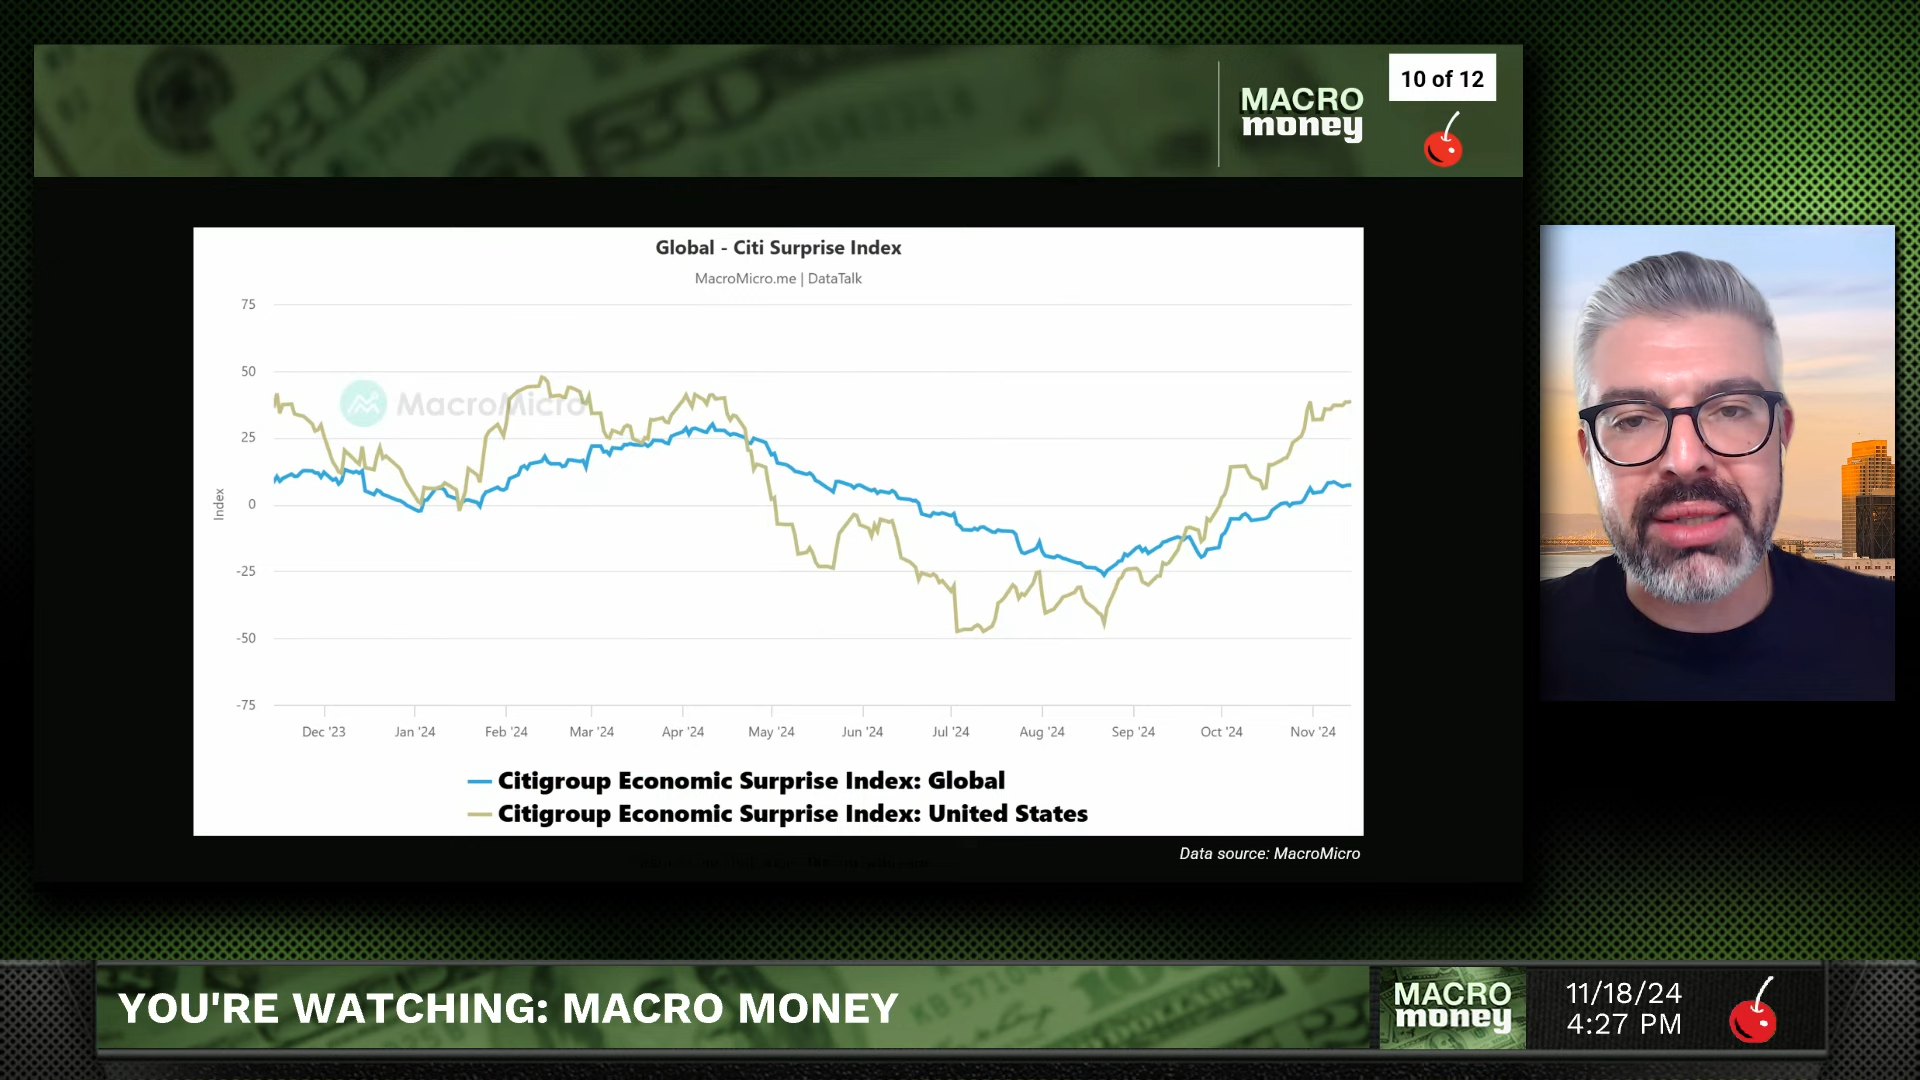 MACRO
money
10 of 12
Global - Citi Surprise Index
MacroMicro.me | DataTalk
MacroMicro
75
50
25
0
-25
-50
-75
Index
Dec '23
Jan '24
Feb '24
Mar '24
Apr '24
May '24
Jun '24
Jul '24
Aug '24
Sep '24
Oct '24
Nov '24
Citigroup Economic Surprise Index: Global
Citigroup Economic Surprise Index: United States
Data source: MacroMicro
YOU'RE WATCHING: MACRO MONEY
MACRO
money
11/18/24
4:27 PM